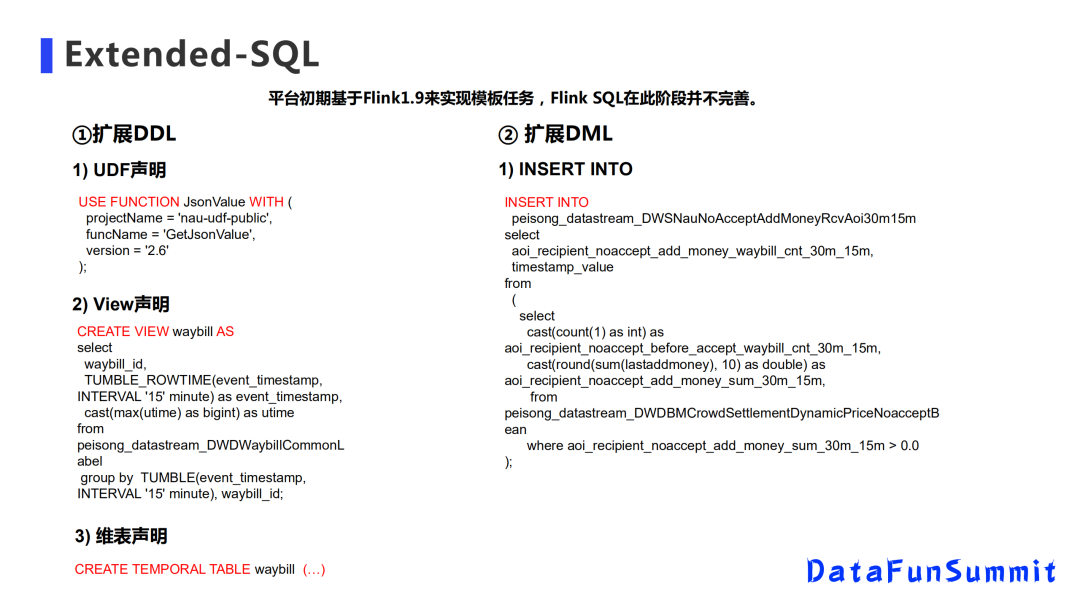 Extended-SQL
平台初期基于Flink1.9来实现模板任务，Flink SQL在此阶段并不完善。
①扩展DDL
1) UDF声明
USE FUNCTION JsonValue WITH (
projectName = 'nau-udf-public',
funcName = 'GetJsonValue',
version = '2.6'
);
2) View声明
CREATE VIEW waybill AS
select
waybill_id,
TUMBLE_ROWTIME(event_timestamp,
INTERVAL '15' minute) as event_timestamp,
cast(max(utime) as bigint) as utime
from
peisong_datastream_DWDWaybillCommonL
abel
group by TUMBLE(event_timestamp,
INTERVAL '15' minute), waybill_id;
3) 维表声明
CREATE TEMPORAL TABLE waybill (…)
② 扩展DML
1) INSERT INTO
INSERT INTO
peisong_datastream_DWSNauNoAcceptAddMoneyRcvAoi30m15m
select
aoi_recipient_noaccept_add_money_waybill_cnt_30m_15m,
timestamp_value
from
(
select
cast(count(1) as int) as
aoi_recipient_noaccept_before_accept_waybill_cnt_30m_15m,
cast(round(sum(lastaddmoney), 10) as double) as
aoi_recipient_noaccept_add_money_sum_30m_15m,
from
peisong_datastream_DWDBMCrowdSettlementDynamicPriceNoacceptB
ean
where aoi_recipient_noaccept_add_money_sum_30m_15m > 0.0
);
DataFunSummit